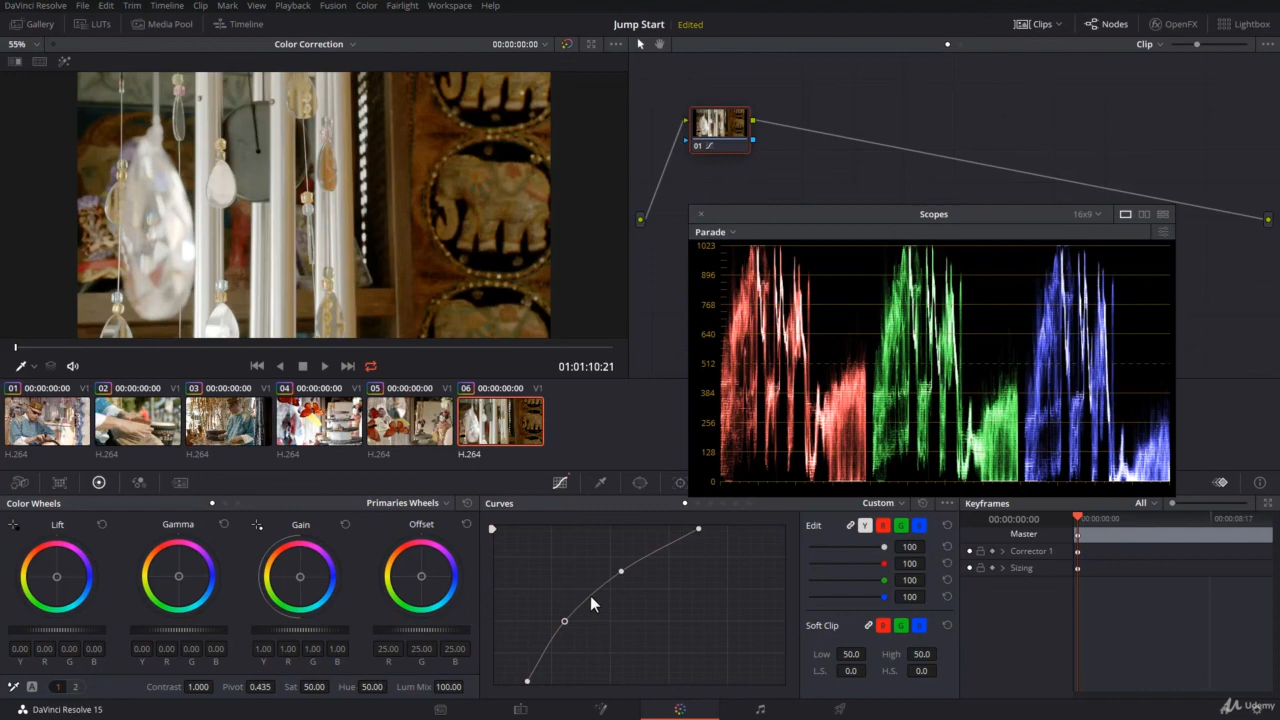 DaVinci Resolve File Edit Trim Timeline Clip Mark View Playback Fusion Color Fairlight Workspace Help
Gallery LUTs Media Pool Timeline Jump Start Edited Clips Nodes OpenFX Lightbox
55% Color Correction 00:00:00:00 Clip
01
Scopes 16x9
Parade
1023
896
768
640
512
384
256
128
0
01:01:10:21
01 00:00:00:00 V1 02 00:00:00:00 V1 03 00:00:00:00 V1 04 00:00:00:00 V1 05 00:00:00:00 V1 06 00:00:00:00 V1
H.264 H.264 H.264 H.264 H.264 H.264
Color Wheels Primaries Wheels Curves Custom Keyframes All
Lift Gamma Gain Offset
0.00 0.00 0.00 0.00 0.00 0.00 0.00 0.00 1.00 1.00 1.00 1.00 25.00 25.00 25.00
Y R G B Y R G B Y R G B R G B
A 1 2 Contrast 1.000 Pivot 0.435 Sat 50.00 Hue 50.00 Lum Mix 100.00
Edit Y R G B
100
100
100
100
Soft Clip R G B
Low 50.0 High 50.0
L.S. 0.0 H.S. 0.0
00:00:00:00 00:00:00:00 00:00:08:17
Master
Corrector 1
Sizing
DaVinci Resolve 15
Udemy